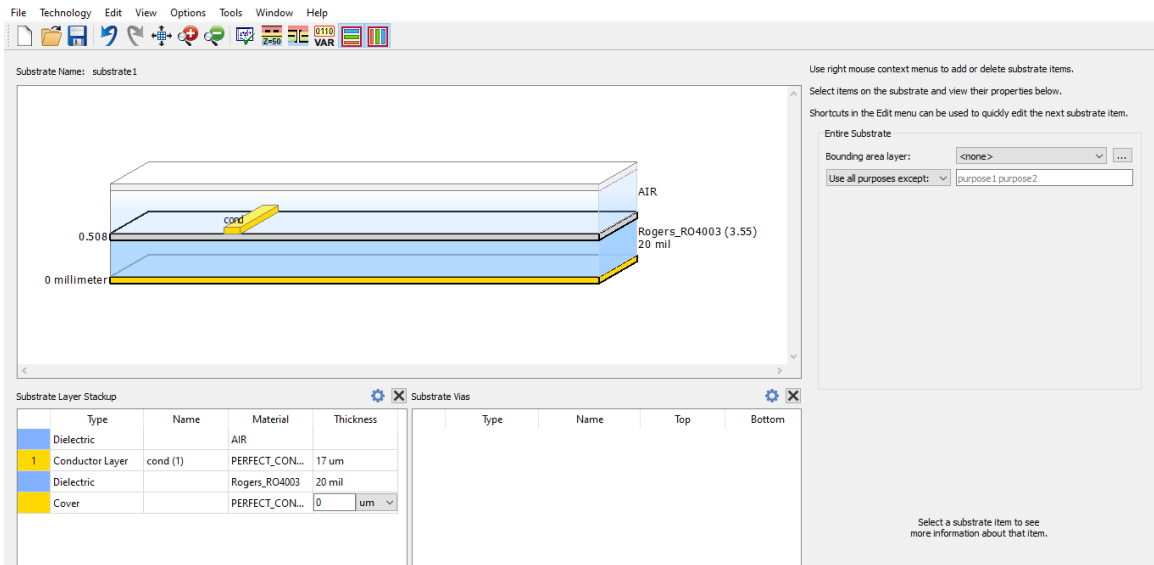 File Technology Edit View Options Tools Window Help
Z=50 0110 VAR
Substrate Name: substrate1
Use right mouse context menus to add or delete substrate items.
Select items on the substrate and view their properties below.
Shortcuts in the Edit menu can be used to quickly edit the next substrate item.
Entire Substrate
Bounding area layer: <none> ...
Use all purposes except: purpose1 purpose2
AIR
cond
0.508
Rogers_RO4003 (3.55)
20 mil
0 millimeter
Substrate Layer Stackup
Type Name Material Thickness
Dielectric AIR
1 Conductor Layer cond (1) PERFECT_CON... 17 um
Dielectric Rogers_RO4003 20 mil
Cover PERFECT_CON... 0 um
Substrate Vias
Type Name Top Bottom
Select a substrate item to see
more information about that item.